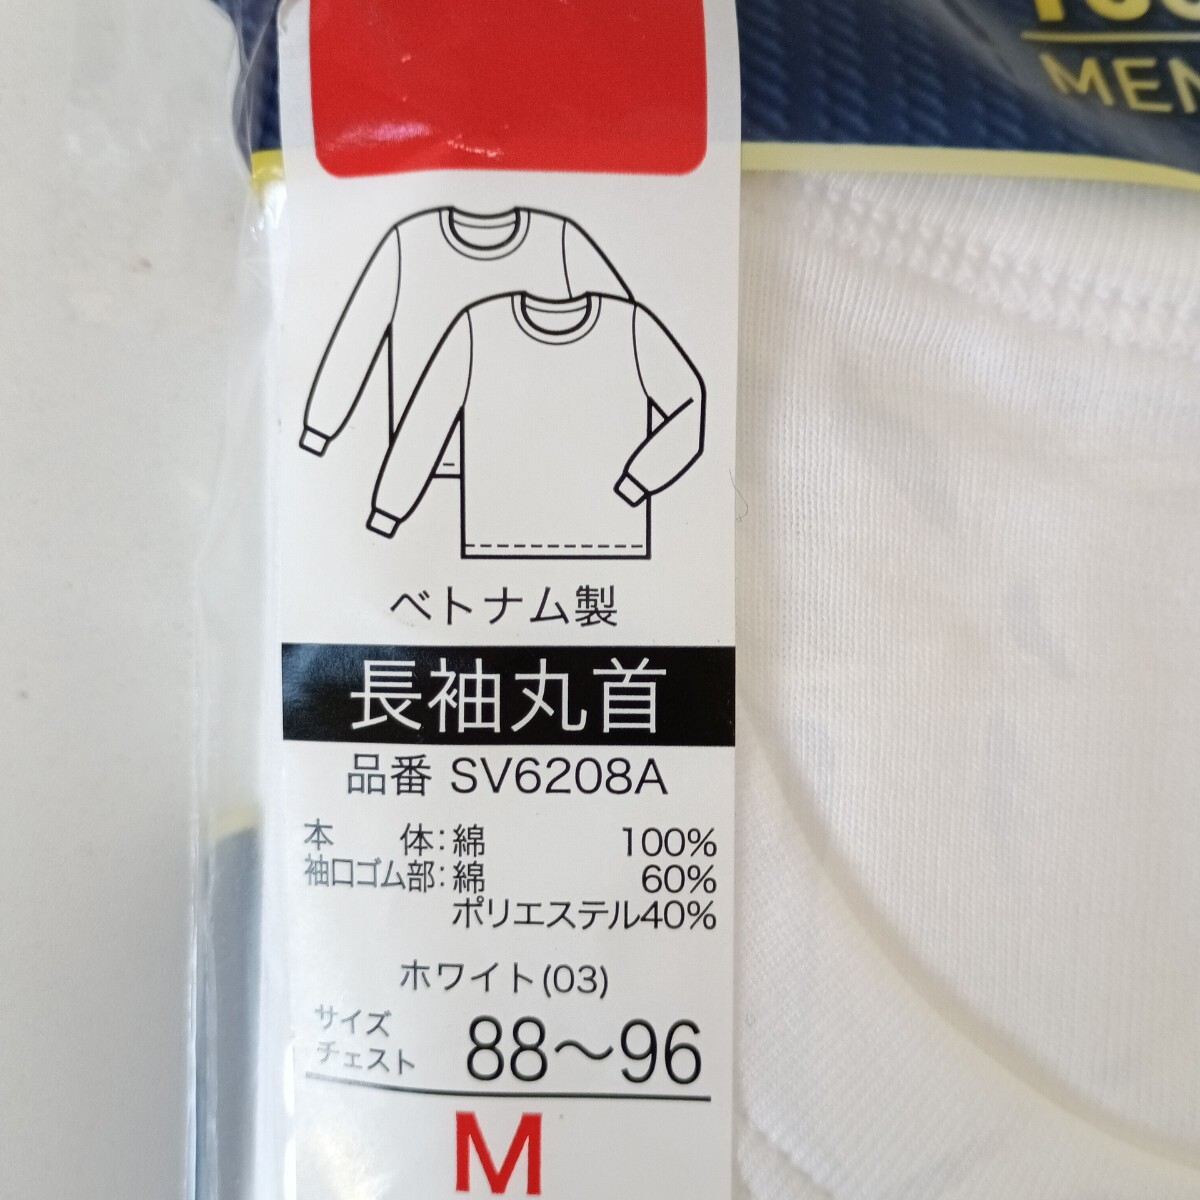 MEN
ベトナム製
長袖丸首
品番 SV6208A
本　体:綿 100%
袖口ゴム部:綿 60%
ポリエステル40%
ホワイト(03)
サイズ
チェスト 88～96
M